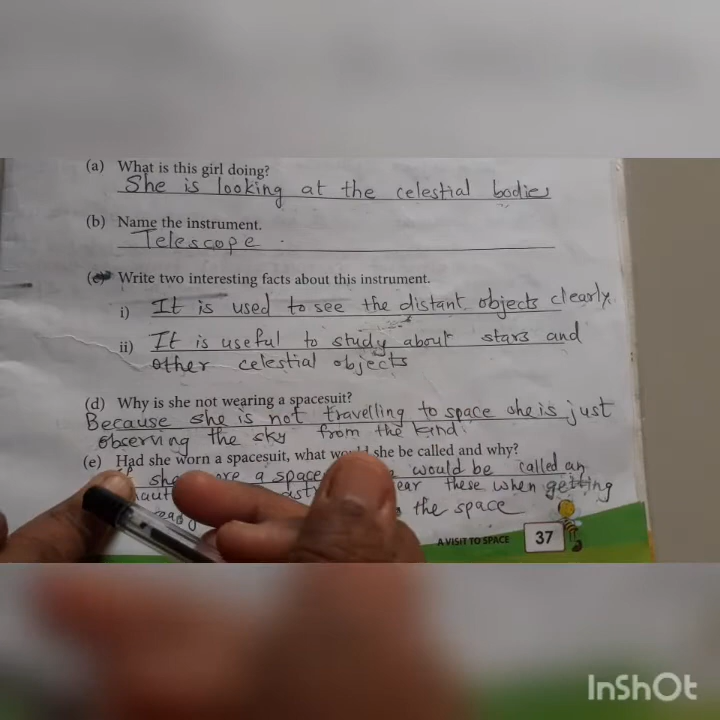 (a) What is this girl doing?
She is looking at the celestial bodies
(b) Name the instrument.
Telescope.
(c) Write two interesting facts about this instrument.
i) It is used to see the distant objects clearly.
ii) It is useful to study about stars and
other celestial objects
(d) Why is she not wearing a spacesuit?
Because she is not travelling to space she is just
observing the sky from the land.
(e) Had she worn a spacesuit, what would she be called and why?
she a space would be called an
these when getting
ready the space
A VISIT TO SPACE 37
InShOt